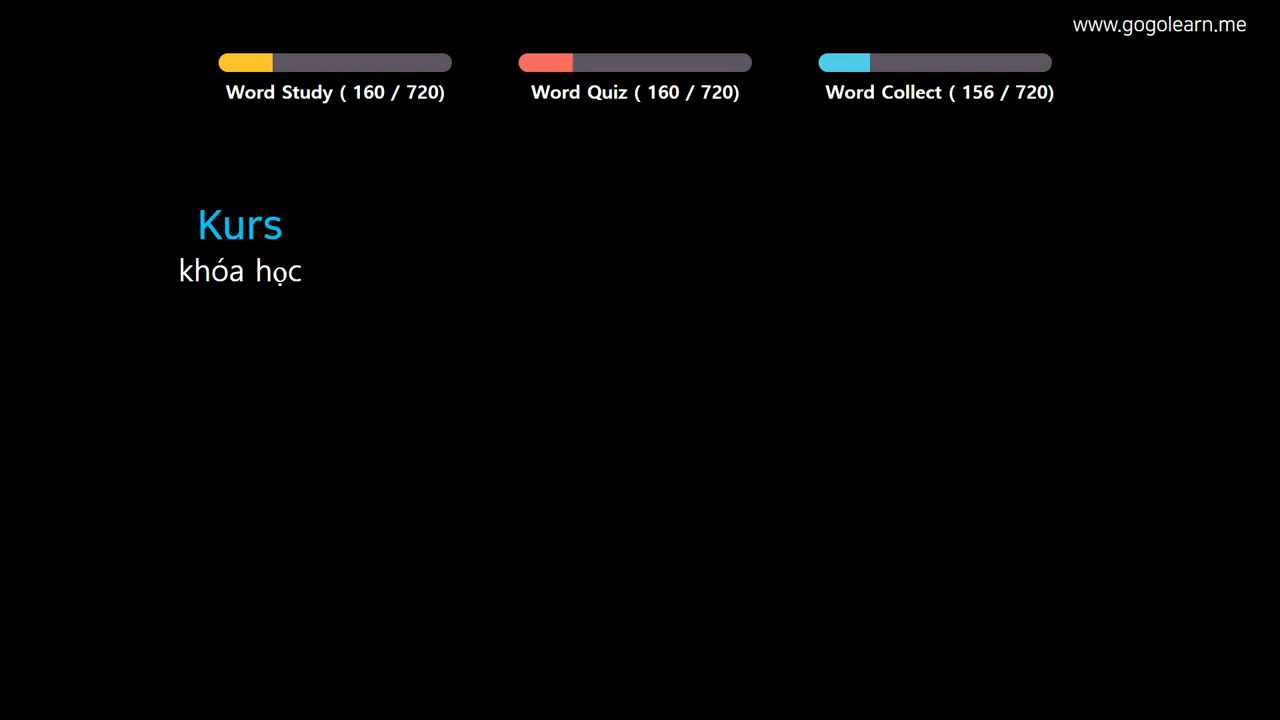 www.gogolearn.me
Word Study ( 160 / 720)
Word Quiz ( 160 / 720)
Word Collect ( 156 / 720)
Kurs
khóa học